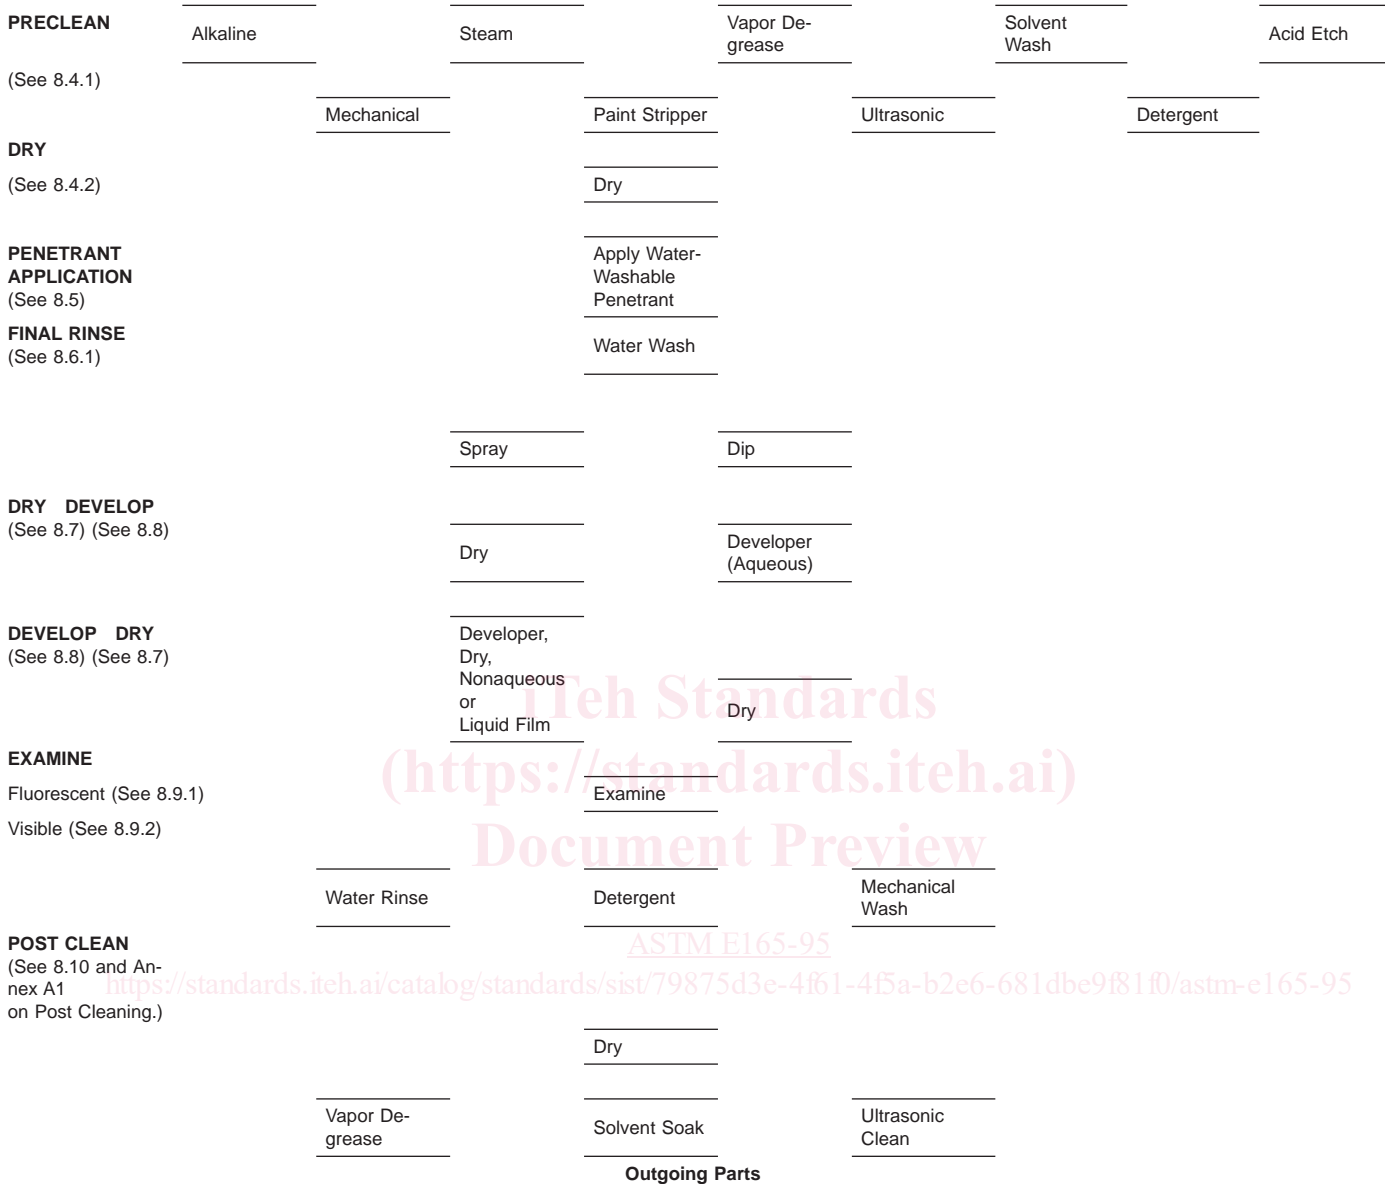 PRECLEAN
Alkaline
Steam
Vapor De-
grease
Solvent
Wash
Acid Etch
(See 8.4.1)
Mechanical
Paint Stripper
Ultrasonic
Detergent
DRY
(See 8.4.2)
Dry
PENETRANT
APPLICATION
(See 8.5)
Apply Water-
Washable
Penetrant
FINAL RINSE
(See 8.6.1)
Water Wash
Spray
Dip
DRY DEVELOP
(See 8.7) (See 8.8)
Dry
Developer
(Aqueous)
DEVELOP DRY
(See 8.8) (See 8.7)
Developer,
Dry,
Nonaqueous
or
Liquid Film
Dry
iTeh Standards
(https://standards.iteh.ai)
Document Preview
EXAMINE
Fluorescent (See 8.9.1)
Examine
Visible (See 8.9.2)
Water Rinse
Detergent
Mechanical
Wash
POST CLEAN
(See 8.10 and An-
nex A1
on Post Cleaning.)
ASTM E165-95
https://standards.iteh.ai/catalog/standards/sist/79875d3e-4f61-4f5a-b2e6-681dbe9f81f0/astm-e165-95
Dry
Vapor De-
grease
Solvent Soak
Ultrasonic
Clean
Outgoing Parts